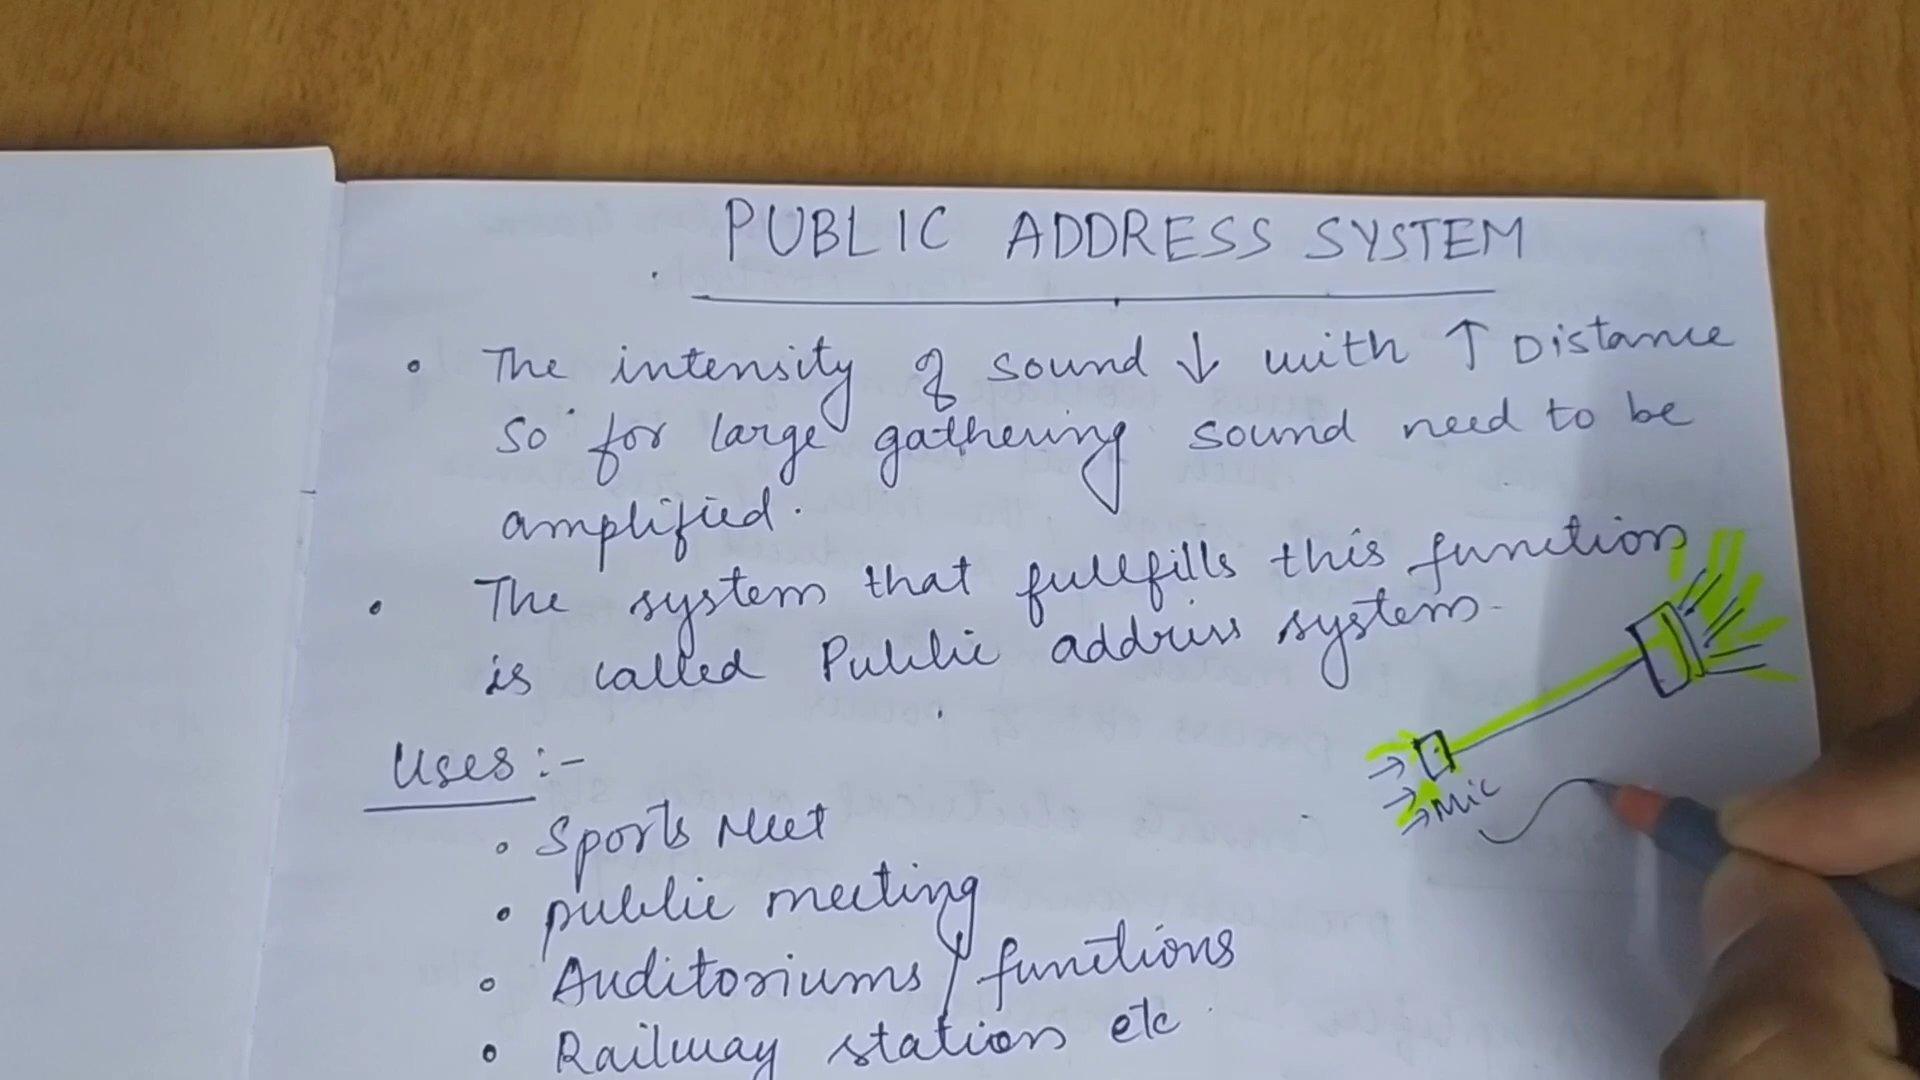 PUBLIC ADDRESS SYSTEM
• The intensity of sound ↓ with ↑ Distance
so for large gathering sound need to be
amplified.
• The system that fullfills this function
is called Public address system.
Uses :-
• Sports Meet
• public meeting
• Auditoriums / functions
• Railway station etc
→ Mic